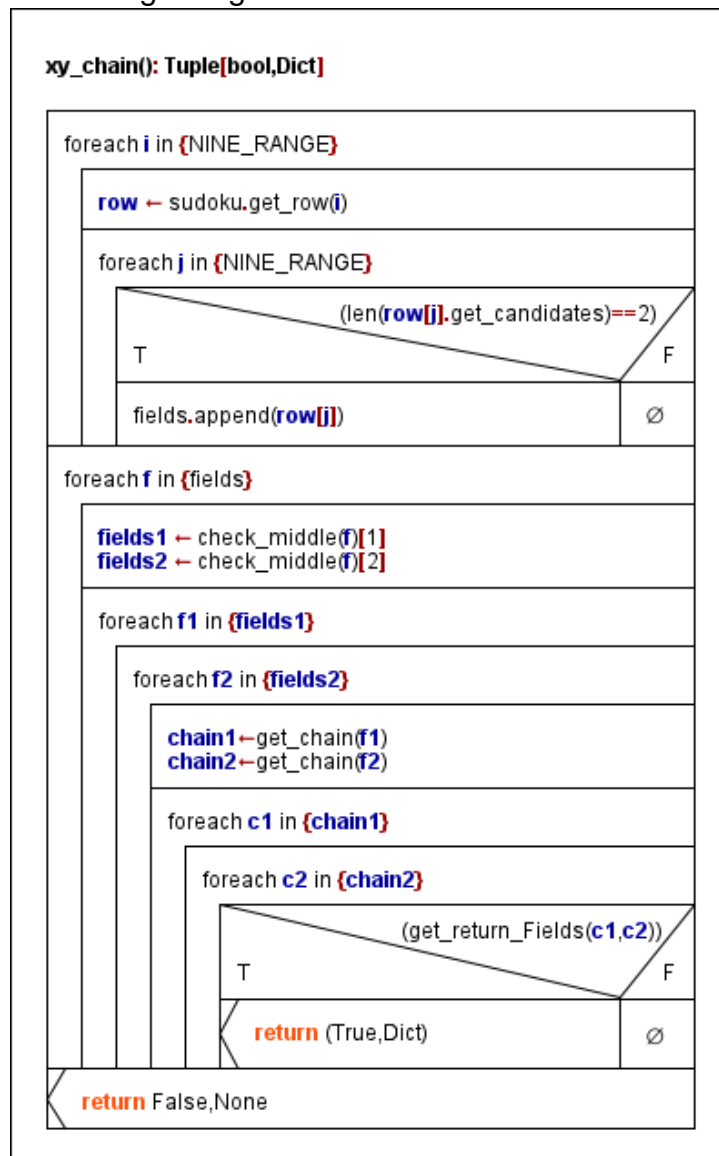 xy_chain(): Tuple[bool,Dict]
foreach i in {NINE_RANGE}
row ← sudoku.get_row(i)
foreach j in {NINE_RANGE}
(len(row[j].get_candidates)==2)
T
F
fields.append(row[j])
∅
foreach f in {fields}
fields1 ← check_middle(f)[1]
fields2 ← check_middle(f)[2]
foreach f1 in {fields1}
foreach f2 in {fields2}
chain1←get_chain(f1)
chain2←get_chain(f2)
foreach c1 in {chain1}
foreach c2 in {chain2}
(get_return_Fields(c1,c2))
T
F
return (True,Dict)
∅
return False,None